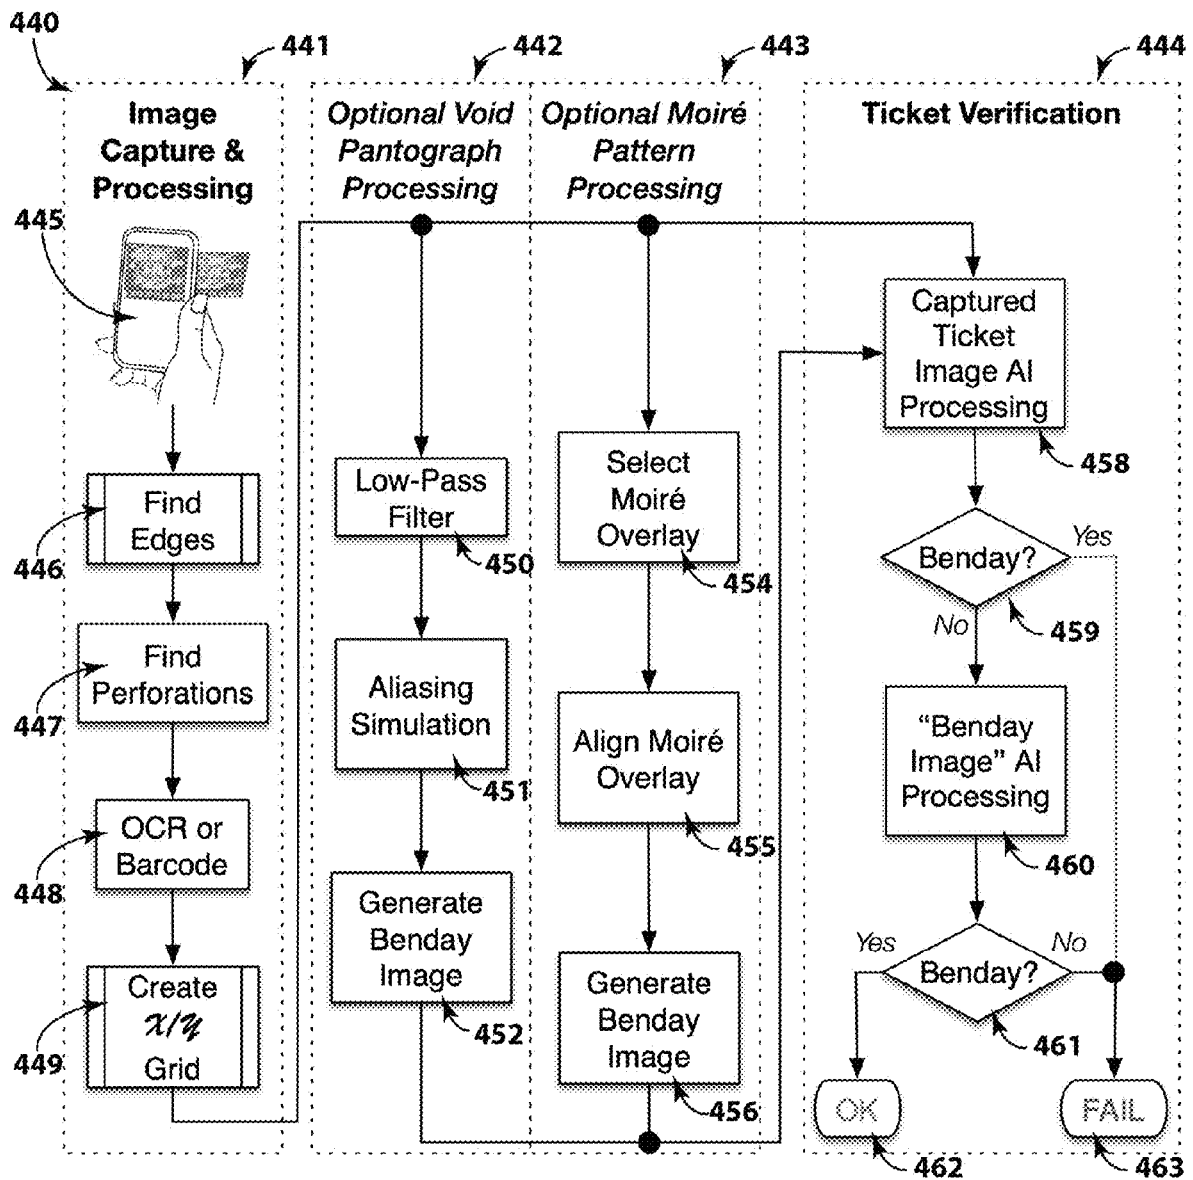 440
441
Image
Capture &
Processing
445
Find
Edges
446
Find
Perforations
447
OCR or
Barcode
448
Create
X/Y
Grid
449
442
Optional Void
Pantograph
Processing
Low-Pass
Filter
450
Aliasing
Simulation
451
Generate
Benday
Image
452
443
Optional Moiré
Pattern
Processing
Select
Moiré
Overlay
454
Align Moiré
Overlay
455
Generate
Benday
Image
456
444
Ticket Verification
Captured
Ticket
Image AI
Processing
458
Benday?
Yes
No
459
“Benday
Image” AI
Processing
460
Yes
No
Benday?
461
OK
462
FAIL
463